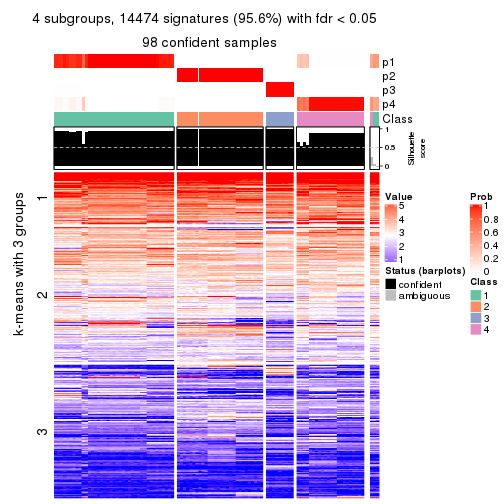 4 subgroups, 14474 signatures (95.6%) with fdr < 0.05
98 confident samples
p1
p2
p3
p4
Class
1
0.5
0
Silhouette
score
k-means with 3 groups
1
2
3
Value
5
4
3
2
1
Status (barplots)
confident
ambiguous
Prob
1
0.8
0.6
0.4
0.2
0
Class
1
2
3
4